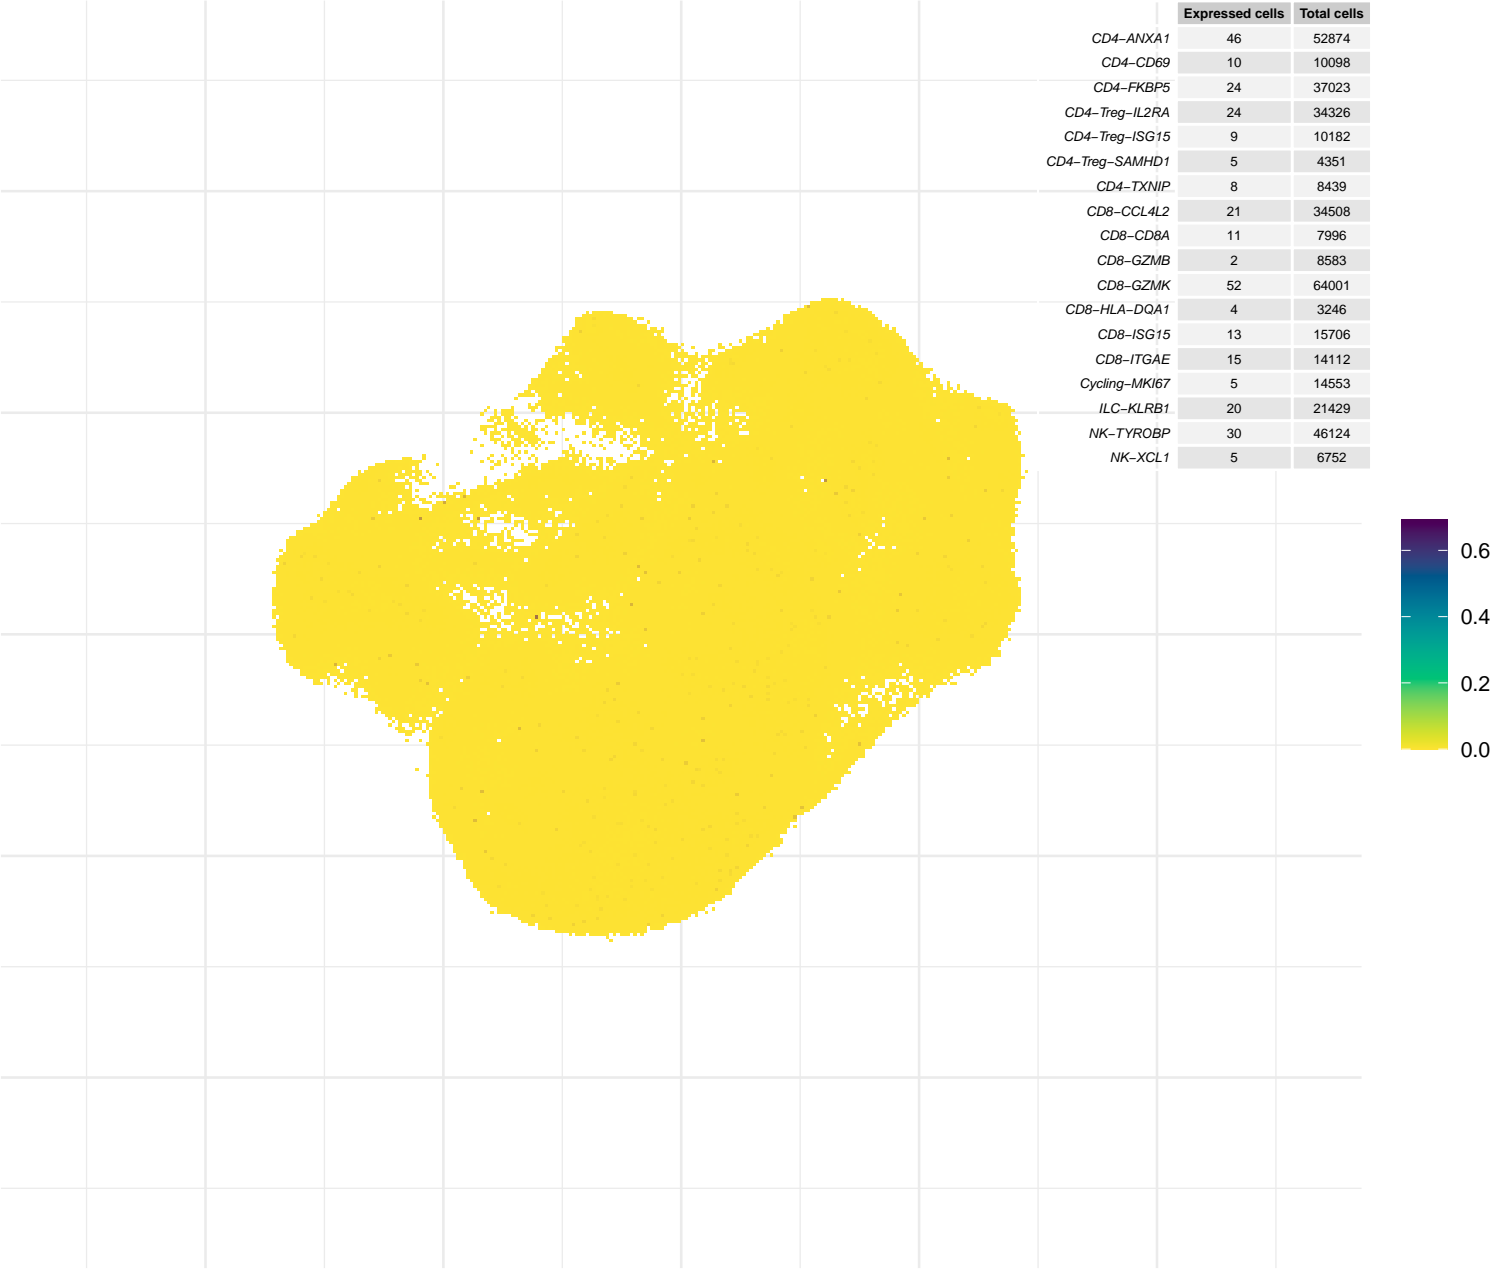 Expressed cells Total cells
CD4−ANXA1 46 52874
CD4−CD69 10 10098
CD4−FKBP5 24 37023
CD4−Treg−IL2RA 24 34326
CD4−Treg−ISG15 9 10182
CD4−Treg−SAMHD1 5 4351
CD4−TXNIP 8 8439
CD8−CCL4L2 21 34508
CD8−CD8A 11 7996
CD8−GZMB 2 8583
CD8−GZMK 52 64001
CD8−HLA−DQA1 4 3246
CD8−ISG15 13 15706
CD8−ITGAE 15 14112
Cycling−MKI67 5 14553
ILC−KLRB1 20 21429
NK−TYROBP 30 46124
NK−XCL1 5 6752
0.6
0.4
0.2
0.0